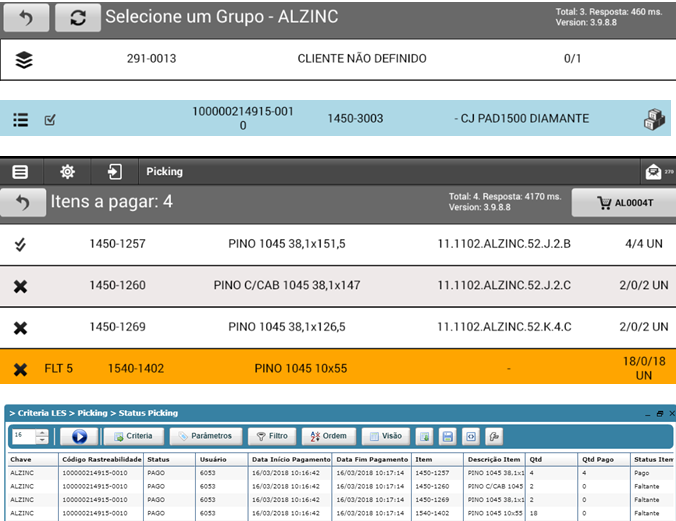 Selecione um Grupo - ALZINC
Total: 3. Resposta: 460 ms.
Version: 3.9.8.8
291-0013 CLIENTE NÃO DEFINIDO 0/1
100000214915-001
0 1450-3003 - CJ PAD1500 DIAMANTE
Picking
279
Itens a pagar: 4
Total: 4. Resposta: 4170 ms.
Version: 3.9.8.8
AL0004T
1450-1257 PINO 1045 38,1x151,5 11.1102.ALZINC.52.J.2.B 4/4 UN
1450-1260 PINO C/CAB 1045 38,1x147 11.1102.ALZINC.52.J.2.C 2/0/2 UN
1450-1269 PINO 1045 38,1x126,5 11.1102.ALZINC.52.K.4.C 2/0/2 UN
FLT 5 1540-1402 PINO 1045 10x55 - 18/0/18
UN
> Criteria LES > Picking > Status Picking
16 Criteria Parâmetros Filtro Ordem Visão
Chave Código Rastreabilidade Status Usuário Data Início Pagamento Data Fim Pagamento Item Descrição Item Qtd Qtd Pago Status Item
ALZINC 100000214915-0010 PAGO 6053 16/03/2018 10:16:42 16/03/2018 10:17:14 1450-1257 PINO 1045 38,1x1 4 4 Pago
ALZINC 100000214915-0010 PAGO 6053 16/03/2018 10:16:42 16/03/2018 10:17:14 1450-1260 PINO C/CAB 1045 2 0 Faltante
ALZINC 100000214915-0010 PAGO 6053 16/03/2018 10:16:42 16/03/2018 10:17:14 1450-1269 PINO 1045 38,1x1 2 0 Faltante
ALZINC 100000214915-0010 PAGO 6053 16/03/2018 10:16:42 16/03/2018 10:17:14 1540-1402 PINO 1045 10x55 18 0 Faltante